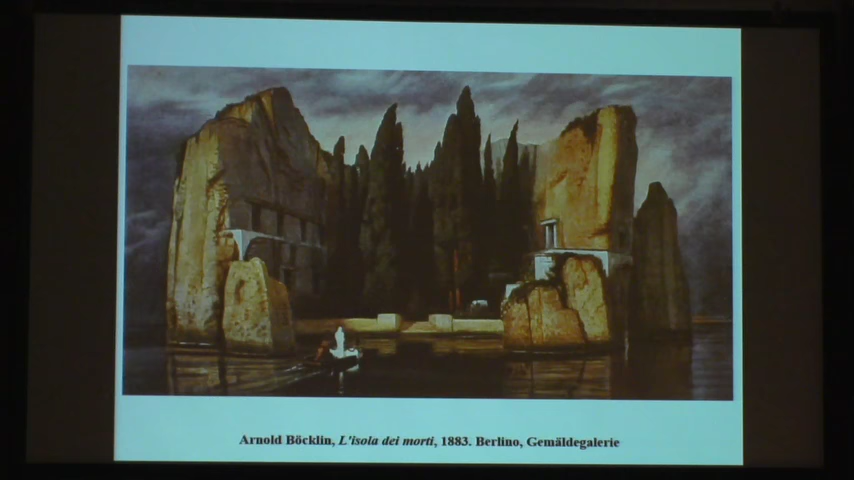 Arnold Böcklin, L'isola dei morti, 1883. Berlino, Gemäldegalerie